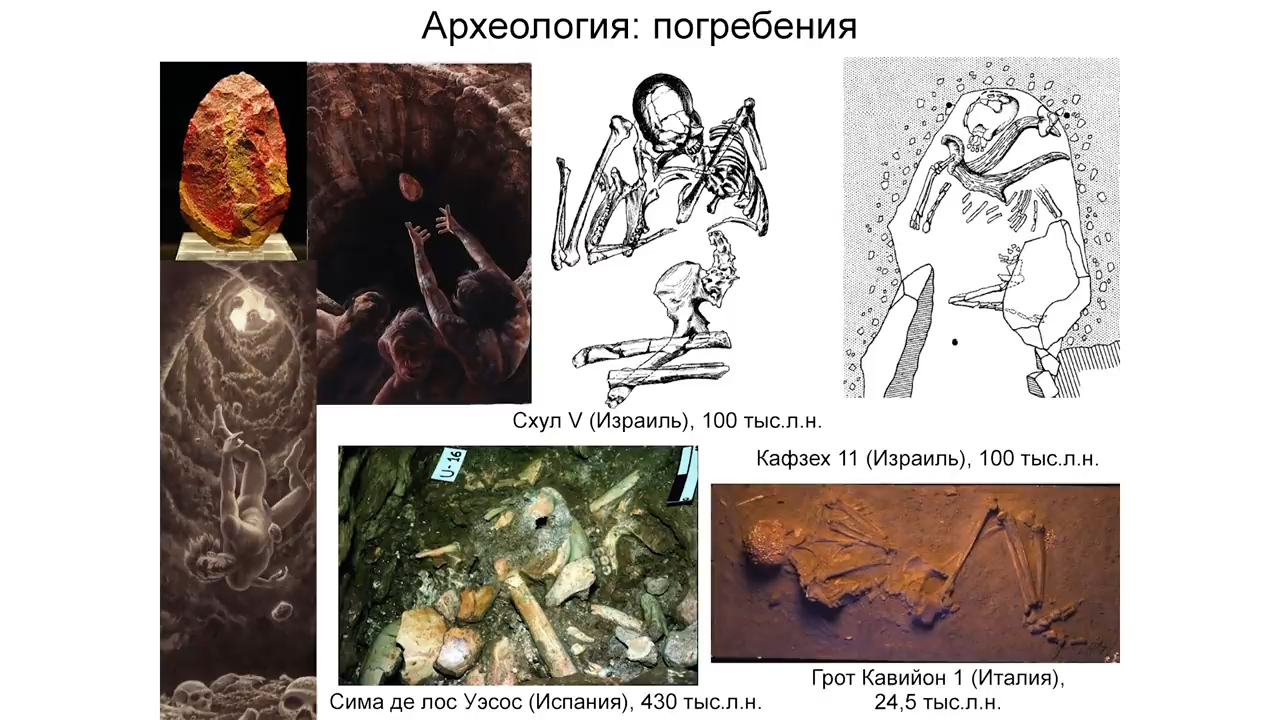 Археология: погребения
Схул V (Израиль), 100 тыс.л.н.
Кафзех 11 (Израиль), 100 тыс.л.н.
U-16
Сима де лос Уэсос (Испания), 430 тыс.л.н.
Грот Кавийон 1 (Италия),
24,5 тыс.л.н.